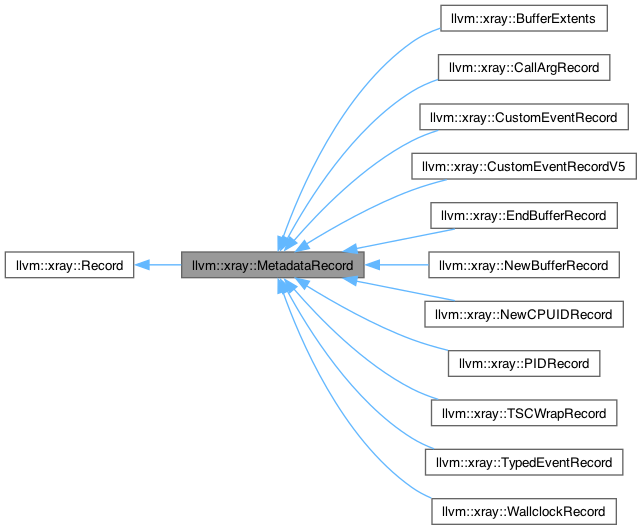 llvm::xray::BufferExtents
llvm::xray::CallArgRecord
llvm::xray::CustomEventRecord
llvm::xray::CustomEventRecordV5
llvm::xray::EndBufferRecord
llvm::xray::Record
llvm::xray::MetadataRecord
llvm::xray::NewBufferRecord
llvm::xray::NewCPUIDRecord
llvm::xray::PIDRecord
llvm::xray::TSCWrapRecord
llvm::xray::TypedEventRecord
llvm::xray::WallclockRecord